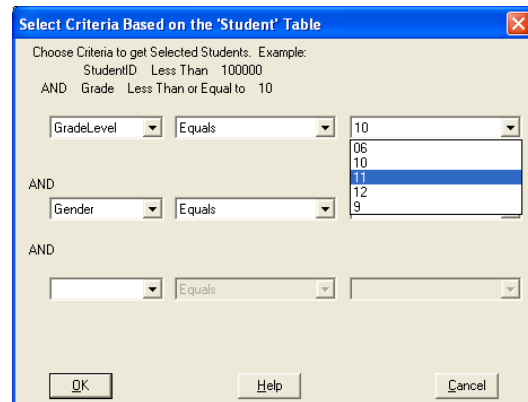 Select Criteria Based on the 'Student' Table
Choose Criteria to get Selected Students. Example:
StudentID Less Than 100000
AND Grade Less Than or Equal to 10
GradeLevel Equals 10
06
10
11
12
9
AND
Gender Equals
AND
Equals
OK Help Cancel